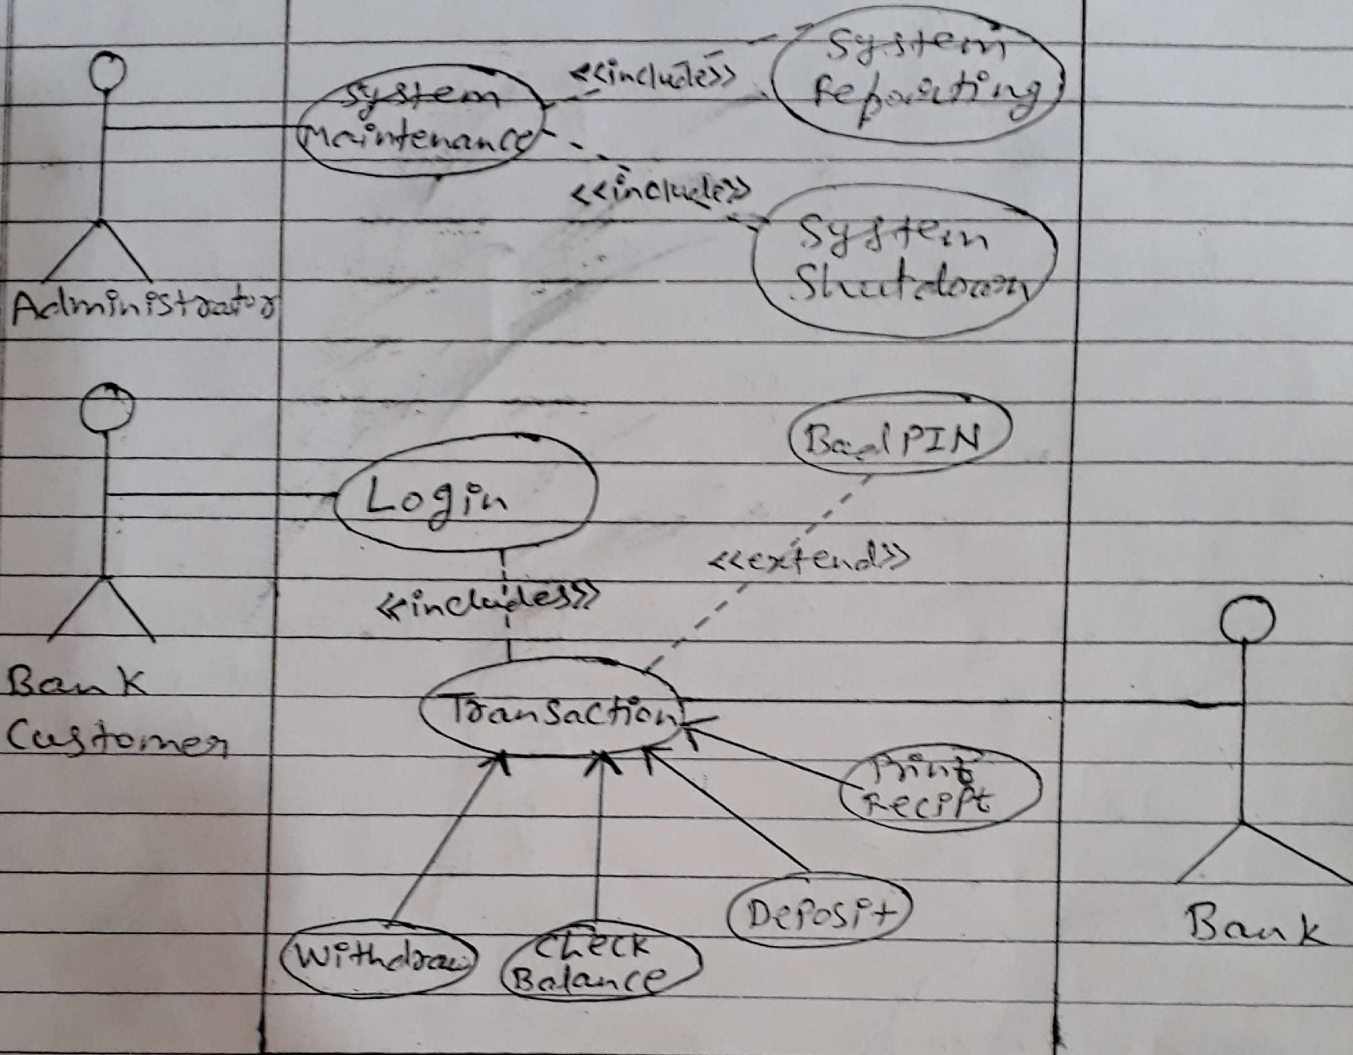 System
Reporting
<<includes>>
System
Maintenance
<<includes>>
System
Shutdown
Administrator
Bad PIN
Login
<<extend>>
<<includes>>
Bank
Customer
Transaction
Print
Recipt
Deposit
Bank
Withdraw
Check
Balance